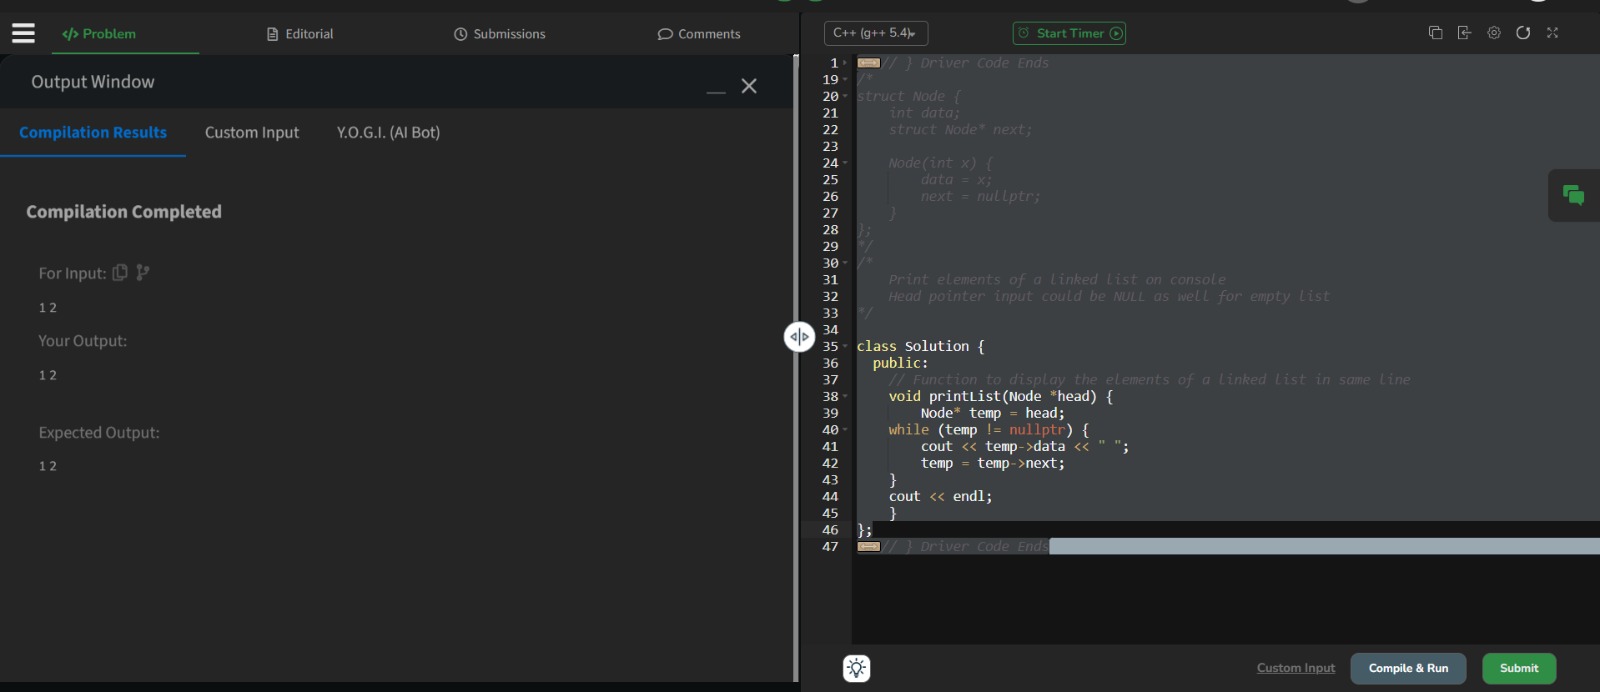 </> Problem
Editorial
Submissions
Comments
Output Window
Compilation Results
Custom Input
Y.O.G.I. (AI Bot)
Compilation Completed
For Input:
1 2
Your Output:
1 2
Expected Output:
1 2
C++ (g++ 5.4)
Start Timer
1 // } Driver Code Ends
19 /*
20 struct Node {
21 int data;
22 struct Node* next;
23
24 Node(int x) {
25 data = x;
26 next = nullptr;
27 }
28 };
29 */
30 /*
31 Print elements of a linked list on console
32 Head pointer input could be NULL as well for empty list
33 */
34
35 class Solution {
36 public:
37 // Function to display the elements of a linked list in same line
38 void printList(Node *head) {
39 Node* temp = head;
40 while (temp != nullptr) {
41 cout << temp->data << " ";
42 temp = temp->next;
43 }
44 cout << endl;
45 }
46 };
47 // } Driver Code Ends
Custom Input
Compile & Run
Submit